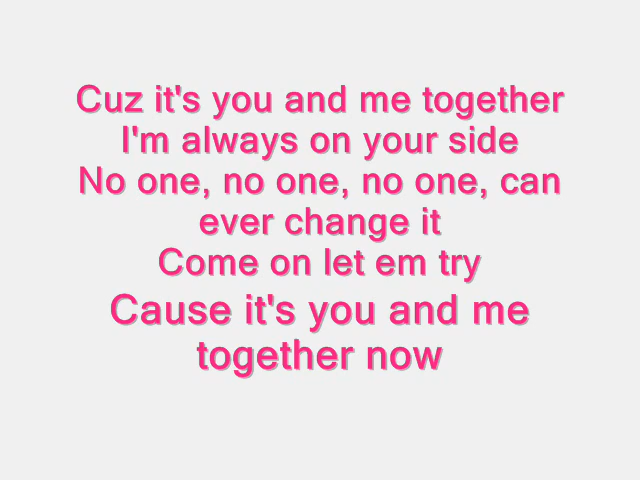 Cuz it's you and me together
I'm always on your side
No one, no one, no one, can
ever change it
Come on let em try
Cause it's you and me
together now